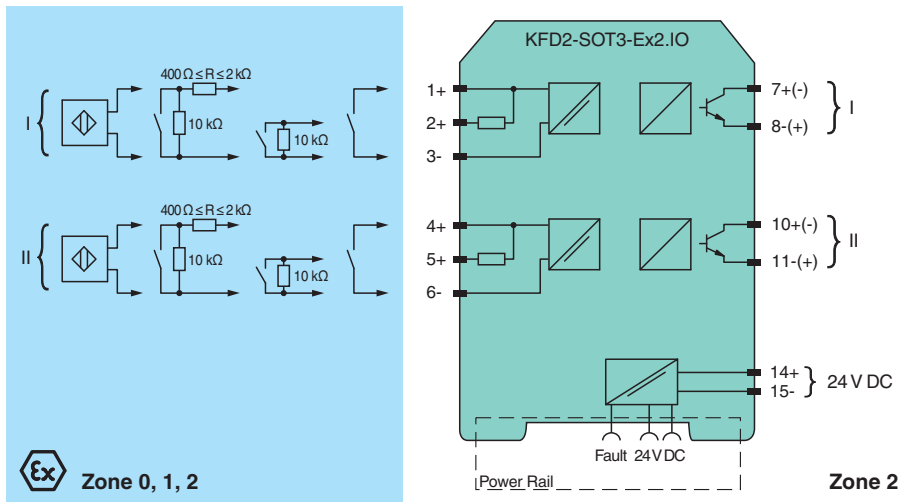 KFD2-SOT3-Ex2.IO
400 Ω ≤ R ≤ 2 kΩ
I
10 kΩ
10 kΩ
1+
2+
3-
7+(-)
8-(+)
I
400 Ω ≤ R ≤ 2 kΩ
II
10 kΩ
10 kΩ
4+
5+
6-
10+(-)
11-(+)
II
14+
15-
24 V DC
Fault 24 V DC
Power Rail
Ex Zone 0, 1, 2
Zone 2